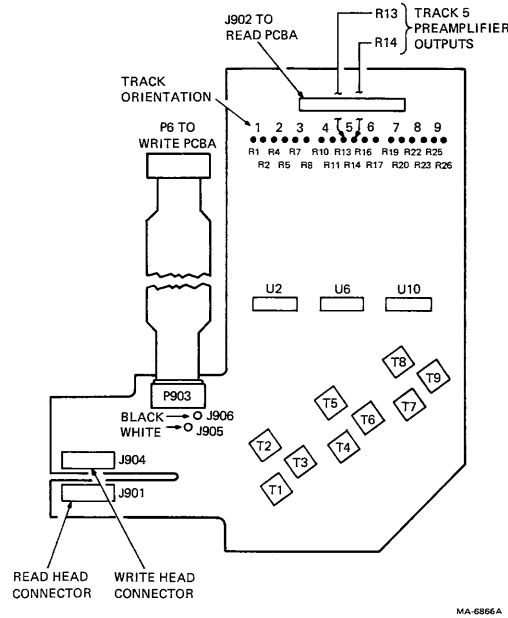 R13
TRACK 5
PREAMPLIFIER
OUTPUTS
R14
J902 TO
READ PCBA
TRACK
ORIENTATION
P6 TO
WRITE PCBA
1 2 3 4 5 6 7 8 9
R1 R4 R7 R10 R13 R16 R19 R22 R25
R2 R5 R8 R11 R14 R17 R20 R23 R26
U2 U6 U10
T8
T9
P903
T5
T7
BLACK J906
T6
WHITE J905
T2
T4
J904
T3
J901
T1
READ HEAD
CONNECTOR
WRITE HEAD
CONNECTOR
MA-6866A